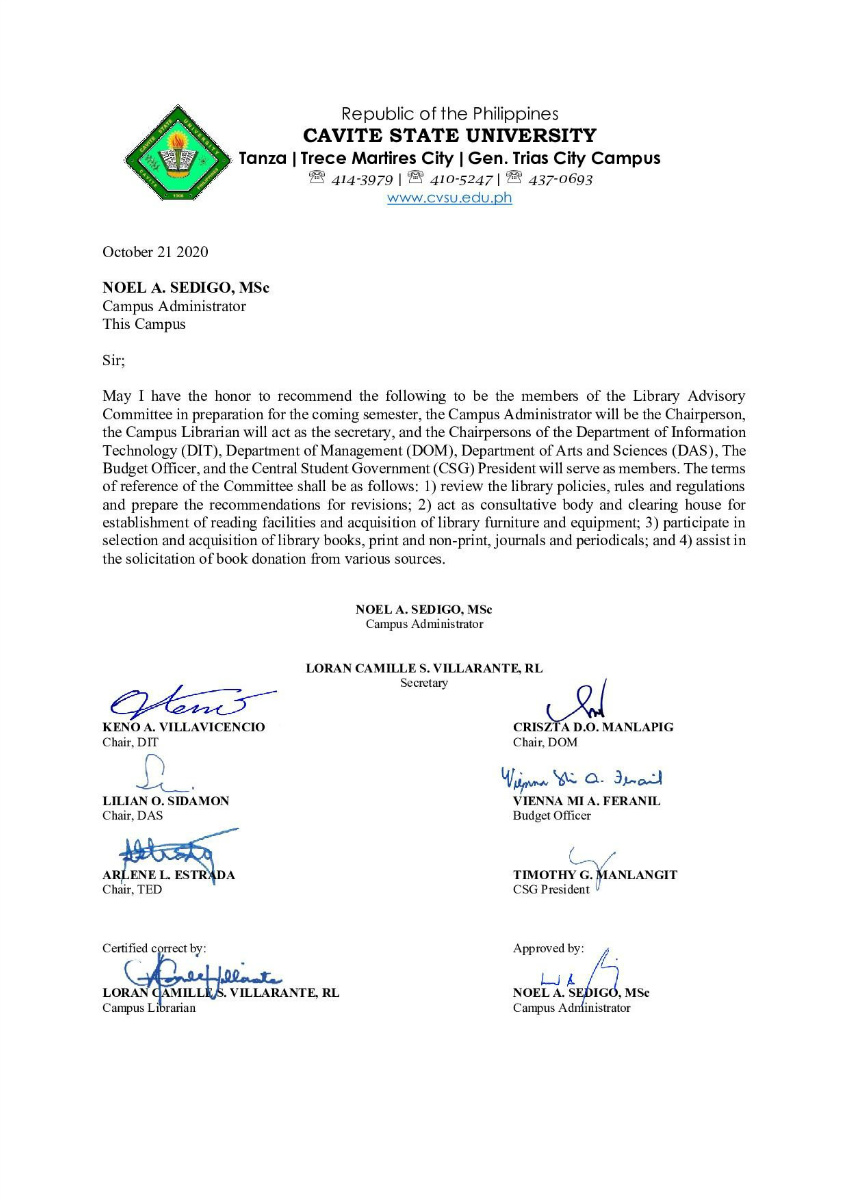 Republic of the Philippines
CAVITE STATE UNIVERSITY
Tanza | Trece Martires City | Gen. Trias City Campus
☏ 414-3979 | ☏ 410-5247 | ☏ 437-0693
www.cvsu.edu.ph
CAVITE STATE UNIVERSITY
CAVITE PHILIPPINES
1906
October 21 2020
NOEL A. SEDIGO, MSc
Campus Administrator
This Campus
Sir;
May I have the honor to recommend the following to be the members of the Library Advisory
Committee in preparation for the coming semester, the Campus Administrator will be the Chairperson,
the Campus Librarian will act as the secretary, and the Chairpersons of the Department of Information
Technology (DIT), Department of Management (DOM), Department of Arts and Sciences (DAS), The
Budget Officer, and the Central Student Government (CSG) President will serve as members. The terms
of reference of the Committee shall be as follows: 1) review the library policies, rules and regulations
and prepare the recommendations for revisions; 2) act as consultative body and clearing house for
establishment of reading facilities and acquisition of library furniture and equipment; 3) participate in
selection and acquisition of library books, print and non-print, journals and periodicals; and 4) assist in
the solicitation of book donation from various sources.
NOEL A. SEDIGO, MSc
Campus Administrator
LORAN CAMILLE S. VILLARANTE, RL
Secretary
KENO A. VILLAVICENCIO
Chair, DIT
CRISZTA D.O. MANLAPIG
Chair, DOM
Vienna Mi A. Feranil
LILIAN O. SIDAMON
Chair, DAS
VIENNA MI A. FERANIL
Budget Officer
ARLENE L. ESTRADA
Chair, TED
TIMOTHY G. MANLANGIT
CSG President
Certified correct by:
Approved by:
LORAN CAMILLE S. VILLARANTE, RL
Campus Librarian
NOEL A. SEDIGO, MSc
Campus Administrator